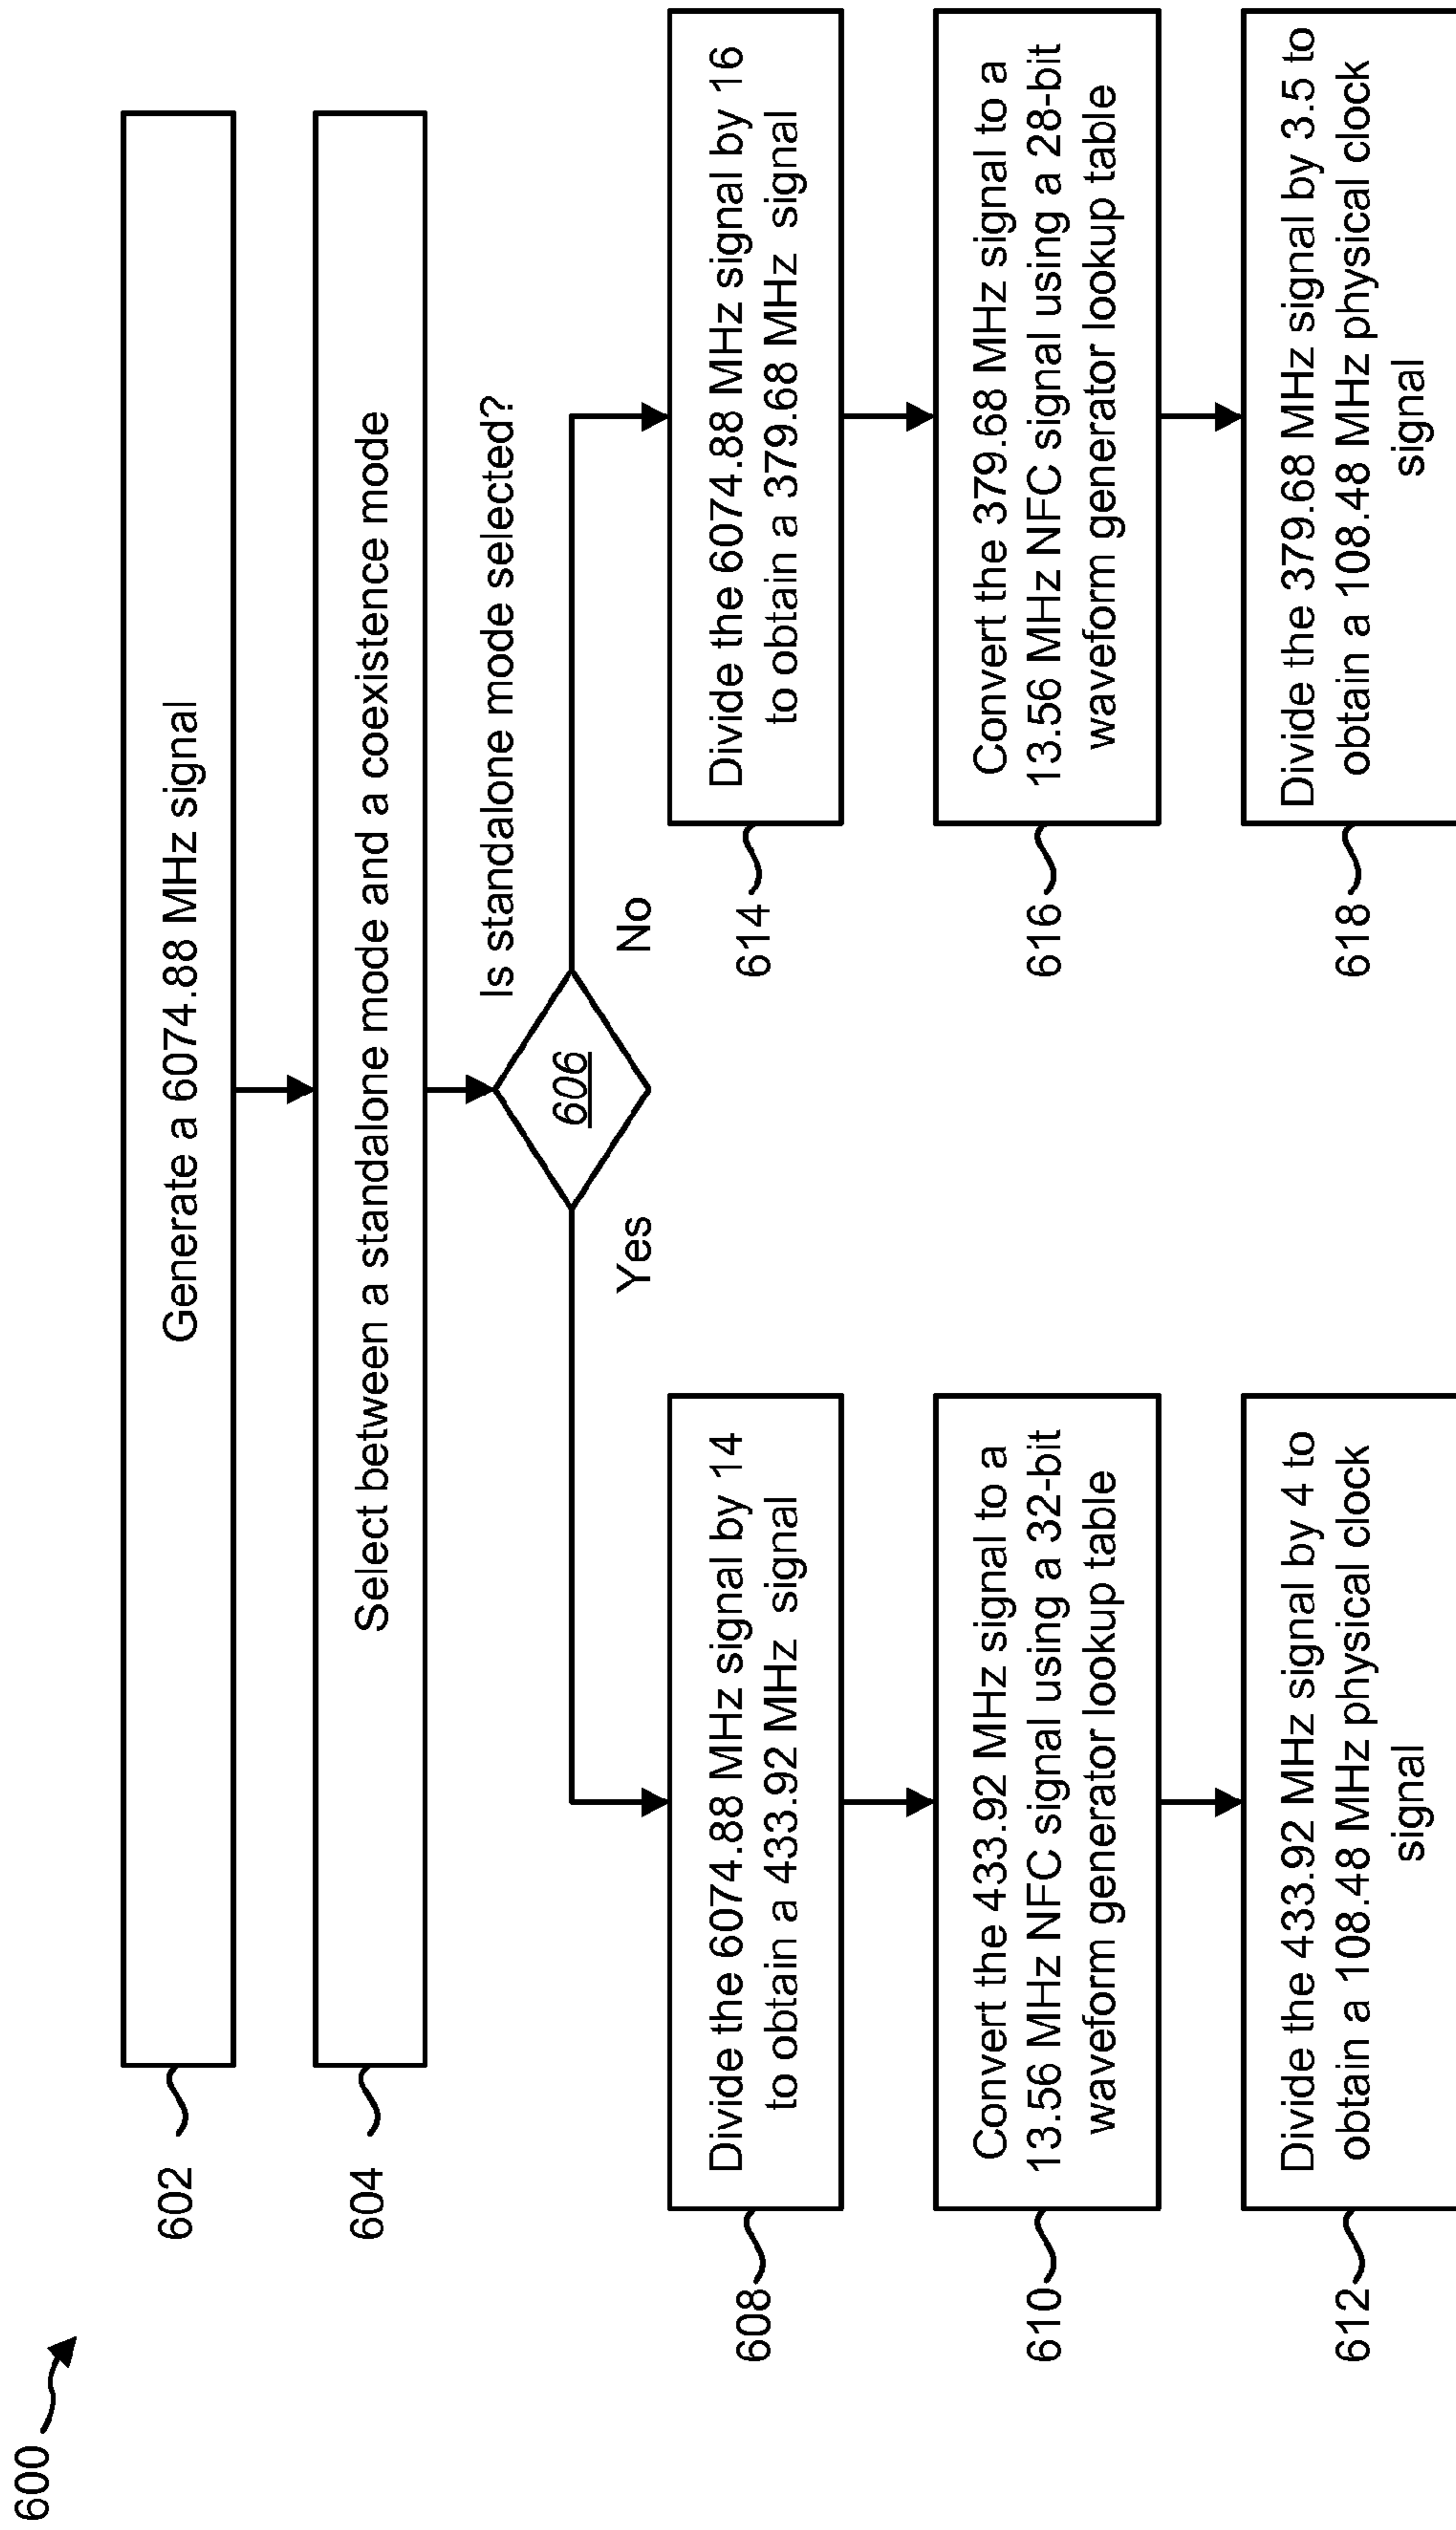 600
602
Generate a 6074.88 MHz signal
604
Select between a standalone mode and a coexistence mode
Is standalone mode selected?
606
Yes
No
608
Divide the 6074.88 MHz signal by 14
to obtain a 433.92 MHz signal
610
Convert the 433.92 MHz signal to a
13.56 MHz NFC signal using a 32-bit
waveform generator lookup table
612
Divide the 433.92 MHz signal by 4 to
obtain a 108.48 MHz physical clock
signal
614
Divide the 6074.88 MHz signal by 16
to obtain a 379.68 MHz signal
616
Convert the 379.68 MHz signal to a
13.56 MHz NFC signal using a 28-bit
waveform generator lookup table
618
Divide the 379.68 MHz signal by 3.5 to
obtain a 108.48 MHz physical clock
signal